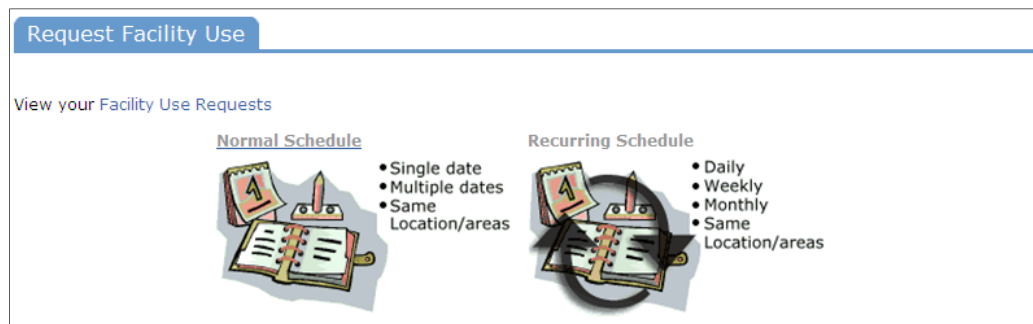 Request Facility Use
View your Facility Use Requests
Normal Schedule
• Single date
• Multiple dates
• Same
Location/areas
Recurring Schedule
• Daily
• Weekly
• Monthly
• Same
Location/areas